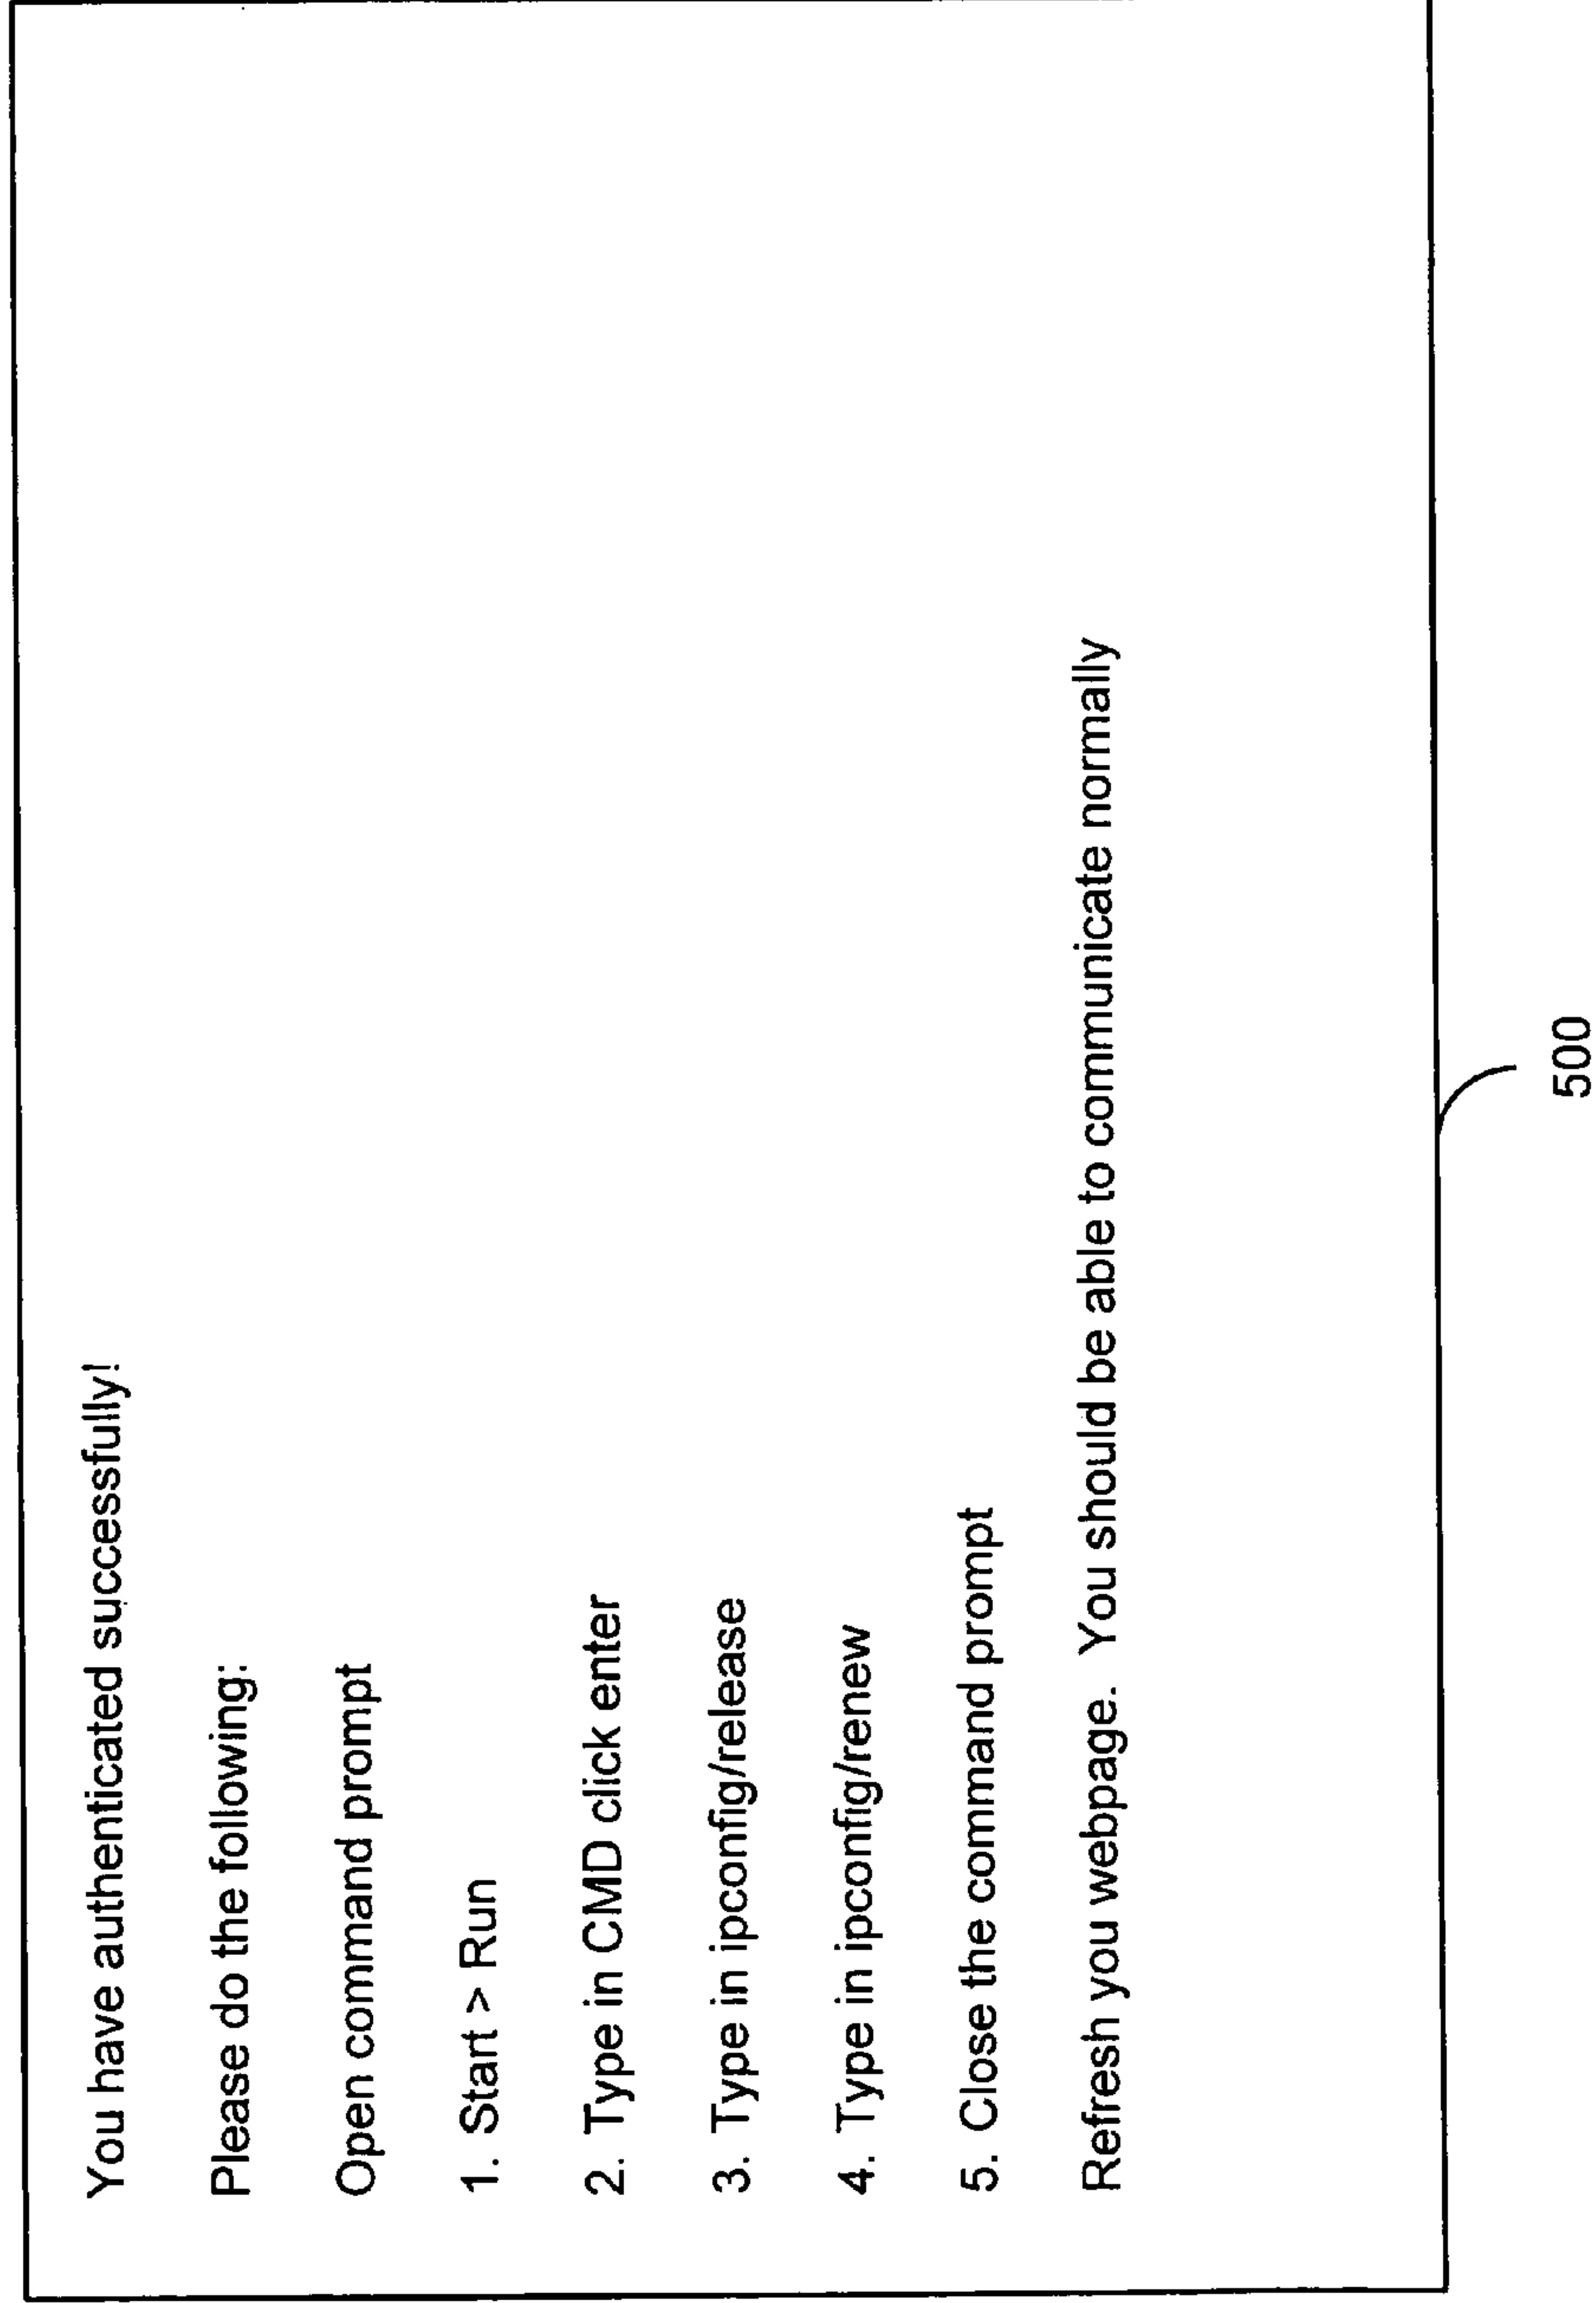 You have authenticated successfully!
Please do the following:
Open command prompt
1. Start > Run
2. Type in CMD click enter
3. Type in ipconfig/release
4. Type in ipconfig/renew
5. Close the command prompt
Refresh you webpage. You should be able to communicate normally
500